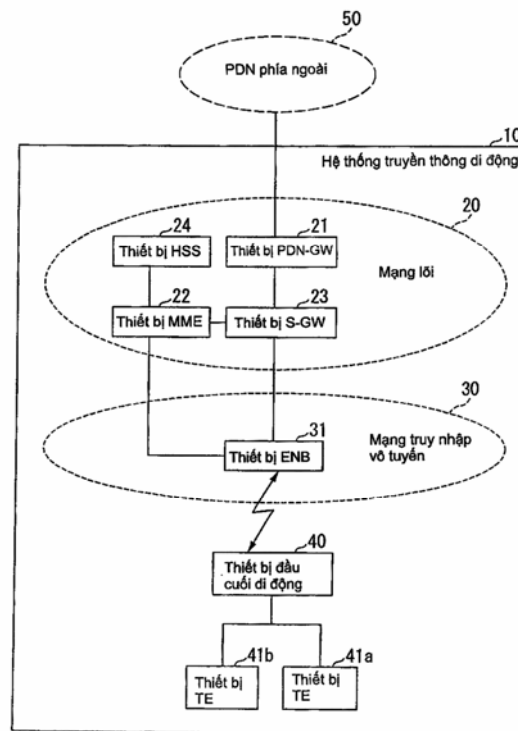 50
PDN phía ngoài
10
Hệ thống truyền thông di động
20
24
21
Thiết bị HSS
Thiết bị PDN-GW
Mạng lõi
22
23
Thiết bị MME
Thiết bị S-GW
30
31
Mạng truy nhập
vô tuyến
Thiết bị ENB
40
Thiết bị đầu
cuối di động
41b
41a
Thiết bị
TE
Thiết bị
TE